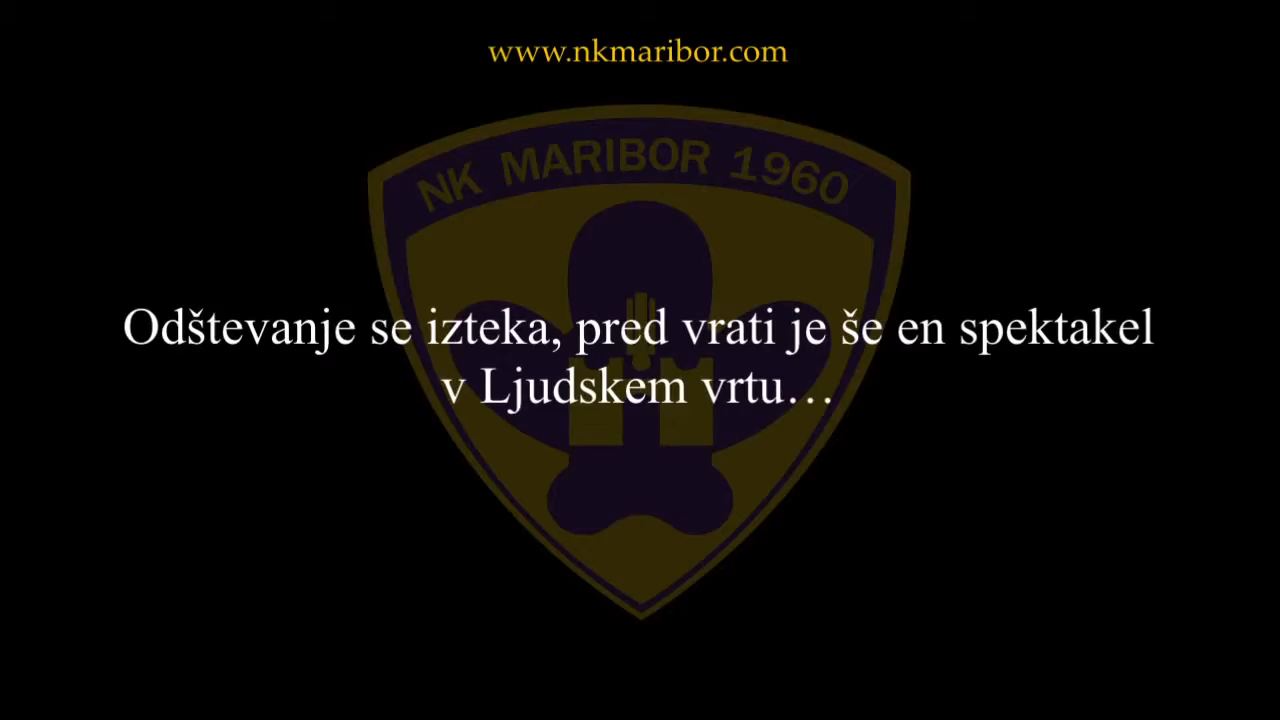 www.nkmaribor.com
NK MARIBOR 1960
Odštevanje se izteka, pred vrati je še en spektakel
v Ljudskem vrtu…